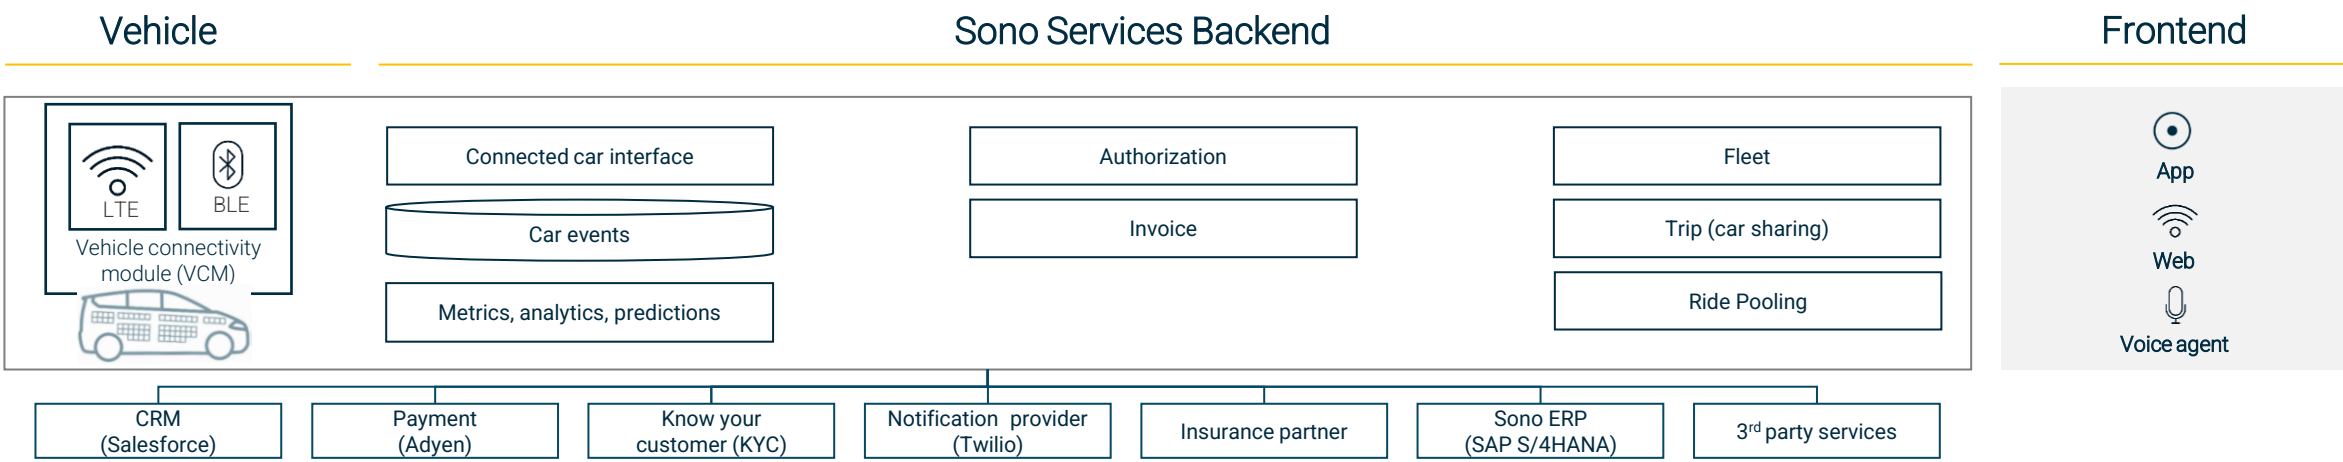 Vehicle
Sono Services Backend
Frontend
LTE
BLE
Vehicle connectivity
module (VCM)
Connected car interface
Car events
Metrics, analytics, predictions
Authorization
Invoice
Fleet
Trip (car sharing)
Ride Pooling
App
Web
Voice agent
CRM
(Salesforce)
Payment
(Adyen)
Know your
customer (KYC)
Notification provider
(Twilio)
Insurance partner
Sono ERP
(SAP S/4HANA)
3rd party services